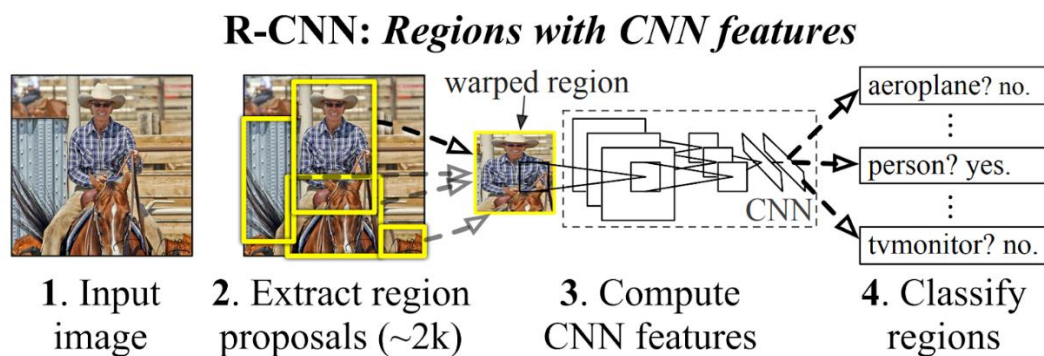 R-CNN: Regions with CNN features
warped region
aeroplane? no.
person? yes.
tvmonitor? no.
CNN
1. Input
image
2. Extract region
proposals (~2k)
3. Compute
CNN features
4. Classify
regions